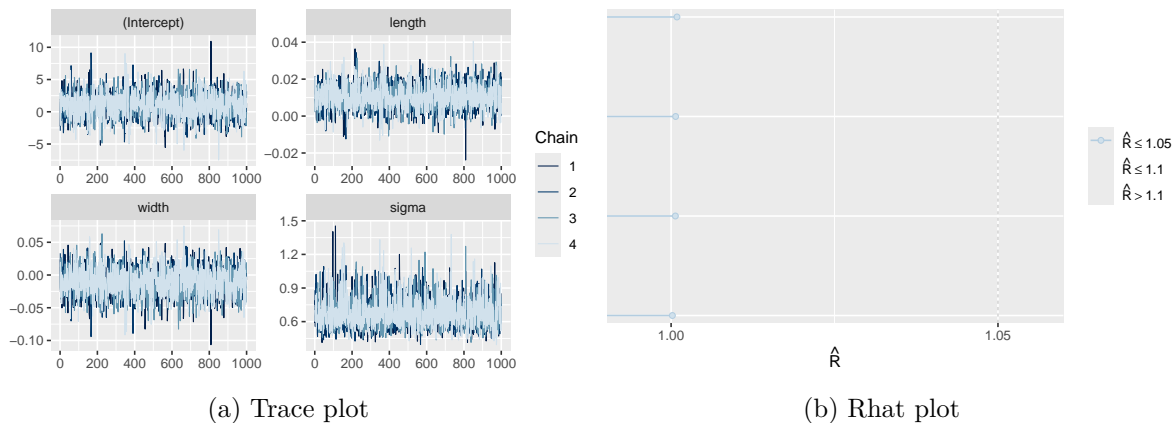 (Intercept)
length
10
5
0
−5
0.04
0.02
0.00
−0.02
0 200 400 600 800 1000
0 200 400 600 800 1000
width
sigma
0.05
0.00
−0.05
−0.10
1.5
1.2
0.9
0.6
0 200 400 600 800 1000
0 200 400 600 800 1000
Chain
1
2
3
4
(a) Trace plot
1.00
1.05
R̂
R̂ ≤ 1.05
R̂ ≤ 1.1
R̂ > 1.1
(b) Rhat plot